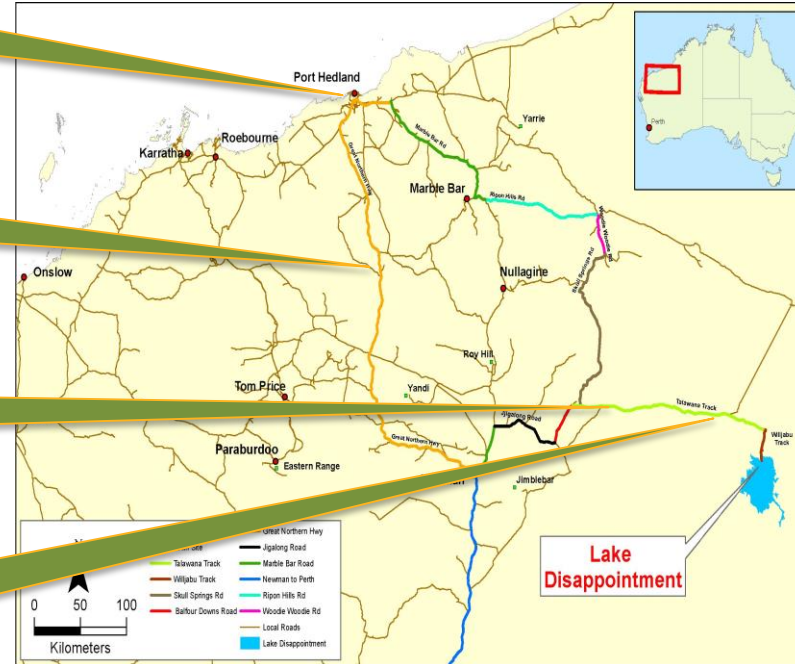 Port Hedland
Perth
Roebourne
Karratha
Yarrie
Marble Bar Rd
Great Northern Hwy
Marble Bar
Ripon Hills Rd
Woodie Woodie Rd
Onslow
Nullagine
Skull Springs Rd
Roy Hill
Tom Price
Yandi
Talawana Track
Jigalong Road
Willjabu
Track
Great Northern Hwy
Paraburdoo
Eastern Range
Jimblebar
Great Northern Hwy
Site
Jigalong Road
Talawana Track
Marble Bar Road
Willjabu Track
Newman to Perth
Skull Springs Rd
Ripon Hills Rd
Balfour Downs Road
Woodie Woodie Rd
Local Roads
Lake Disappointment
0 50 100
Kilometers
Lake
Disappointment